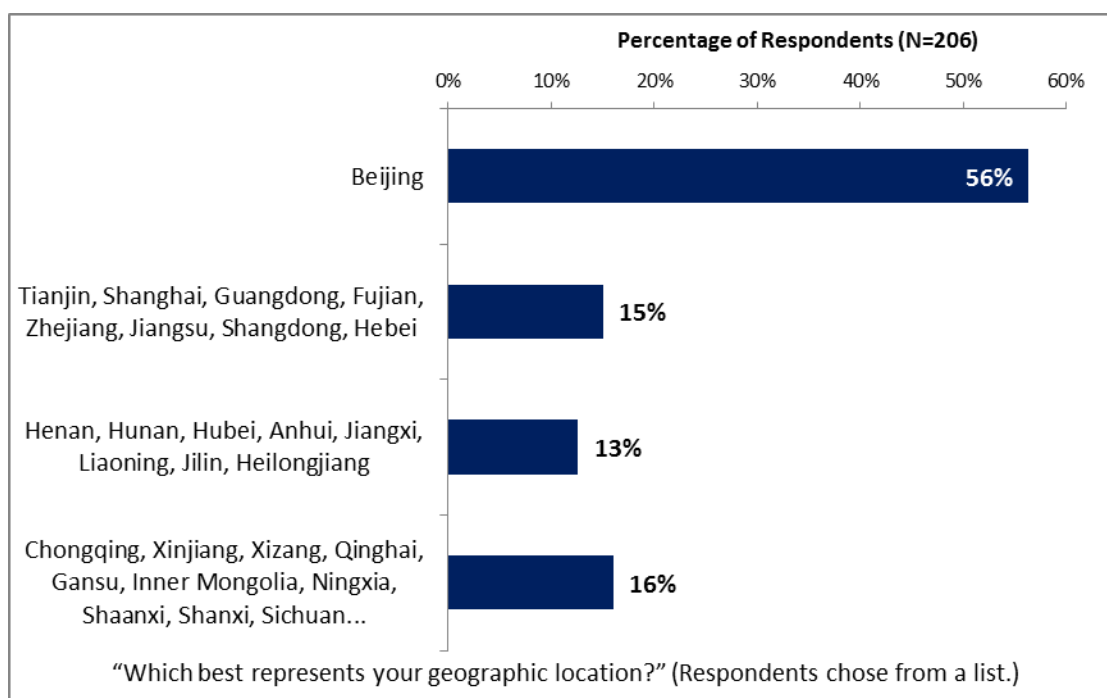 Percentage of Respondents (N=206)
0% 10% 20% 30% 40% 50% 60%
Beijing
56%
Tianjin, Shanghai, Guangdong, Fujian,
Zhejiang, Jiangsu, Shangdong, Hebei
15%
Henan, Hunan, Hubei, Anhui, Jiangxi,
Liaoning, Jilin, Heilongjiang
13%
Chongqing, Xinjiang, Xizang, Qinghai,
Gansu, Inner Mongolia, Ningxia,
Shaanxi, Shanxi, Sichuan...
16%
“Which best represents your geographic location?” (Respondents chose from a list.)